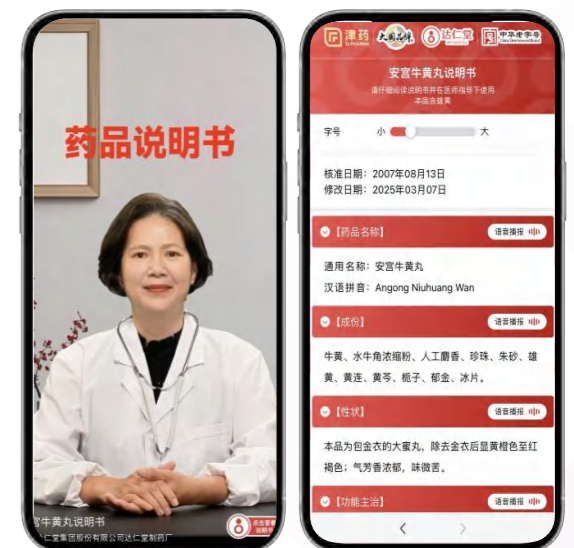 药品说明书
宫牛黄丸说明书
仁堂集团股份有限公司达仁堂制药厂
点击查看
说明书
津药
达仁堂
中华老字号
安宫牛黄丸说明书
请仔细阅读说明书并在医师指导下使用
本品含雄黄
字号 小 大
核准日期：2007年08月13日
修改日期：2025年03月07日
【药品名称】 语音播报
通用名称：安宫牛黄丸
汉语拼音：Angong Niuhuang Wan
【成份】 语音播报
牛黄、水牛角浓缩粉、人工麝香、珍珠、朱砂、雄
黄、黄连、黄芩、栀子、郁金、冰片。
【性状】 语音播报
本品为包金衣的大蜜丸，除去金衣后显黄橙色至红
褐色；气芳香浓郁，味微苦。
【功能主治】 语音播报